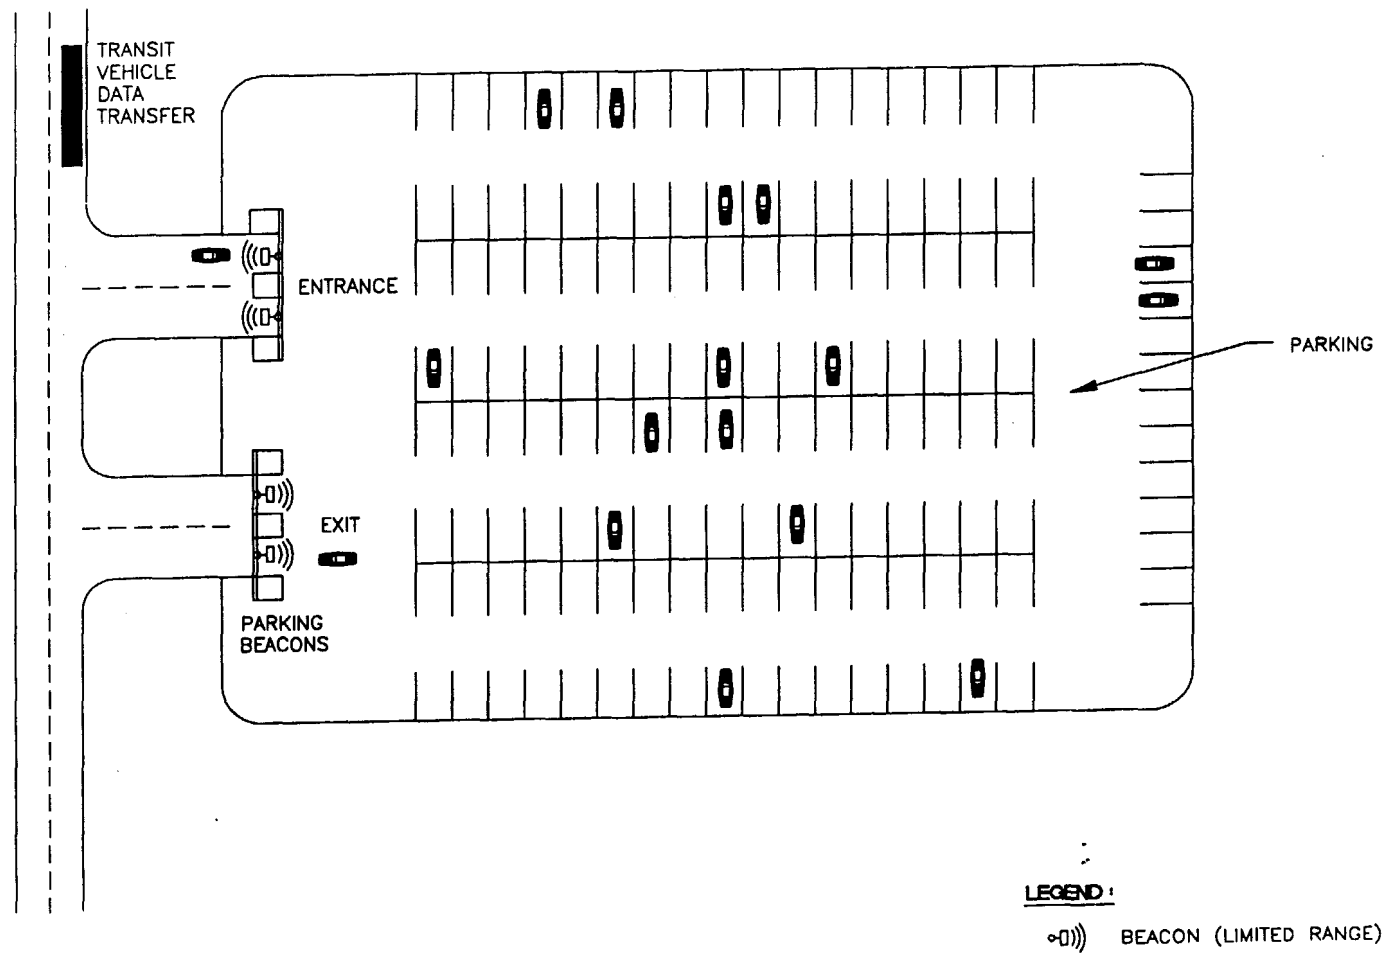 TRANSIT
VEHICLE
DATA
TRANSFER
ENTRANCE
PARKING
EXIT
PARKING
BEACONS
LEGEND :
BEACON (LIMITED RANGE)